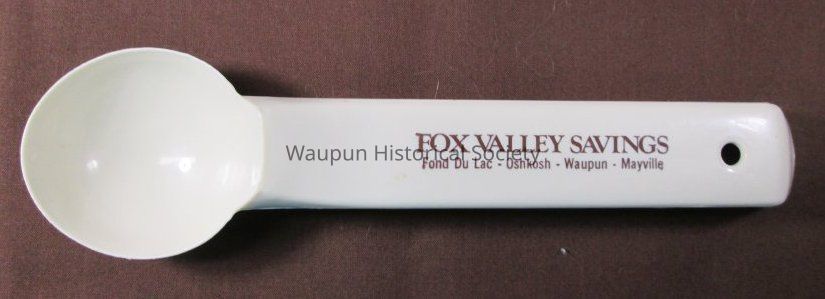 FOX VALLEY SAVINGS
Waupun Historical Society
Fond Du Lac - Oshkosh - Waupun - Mayville